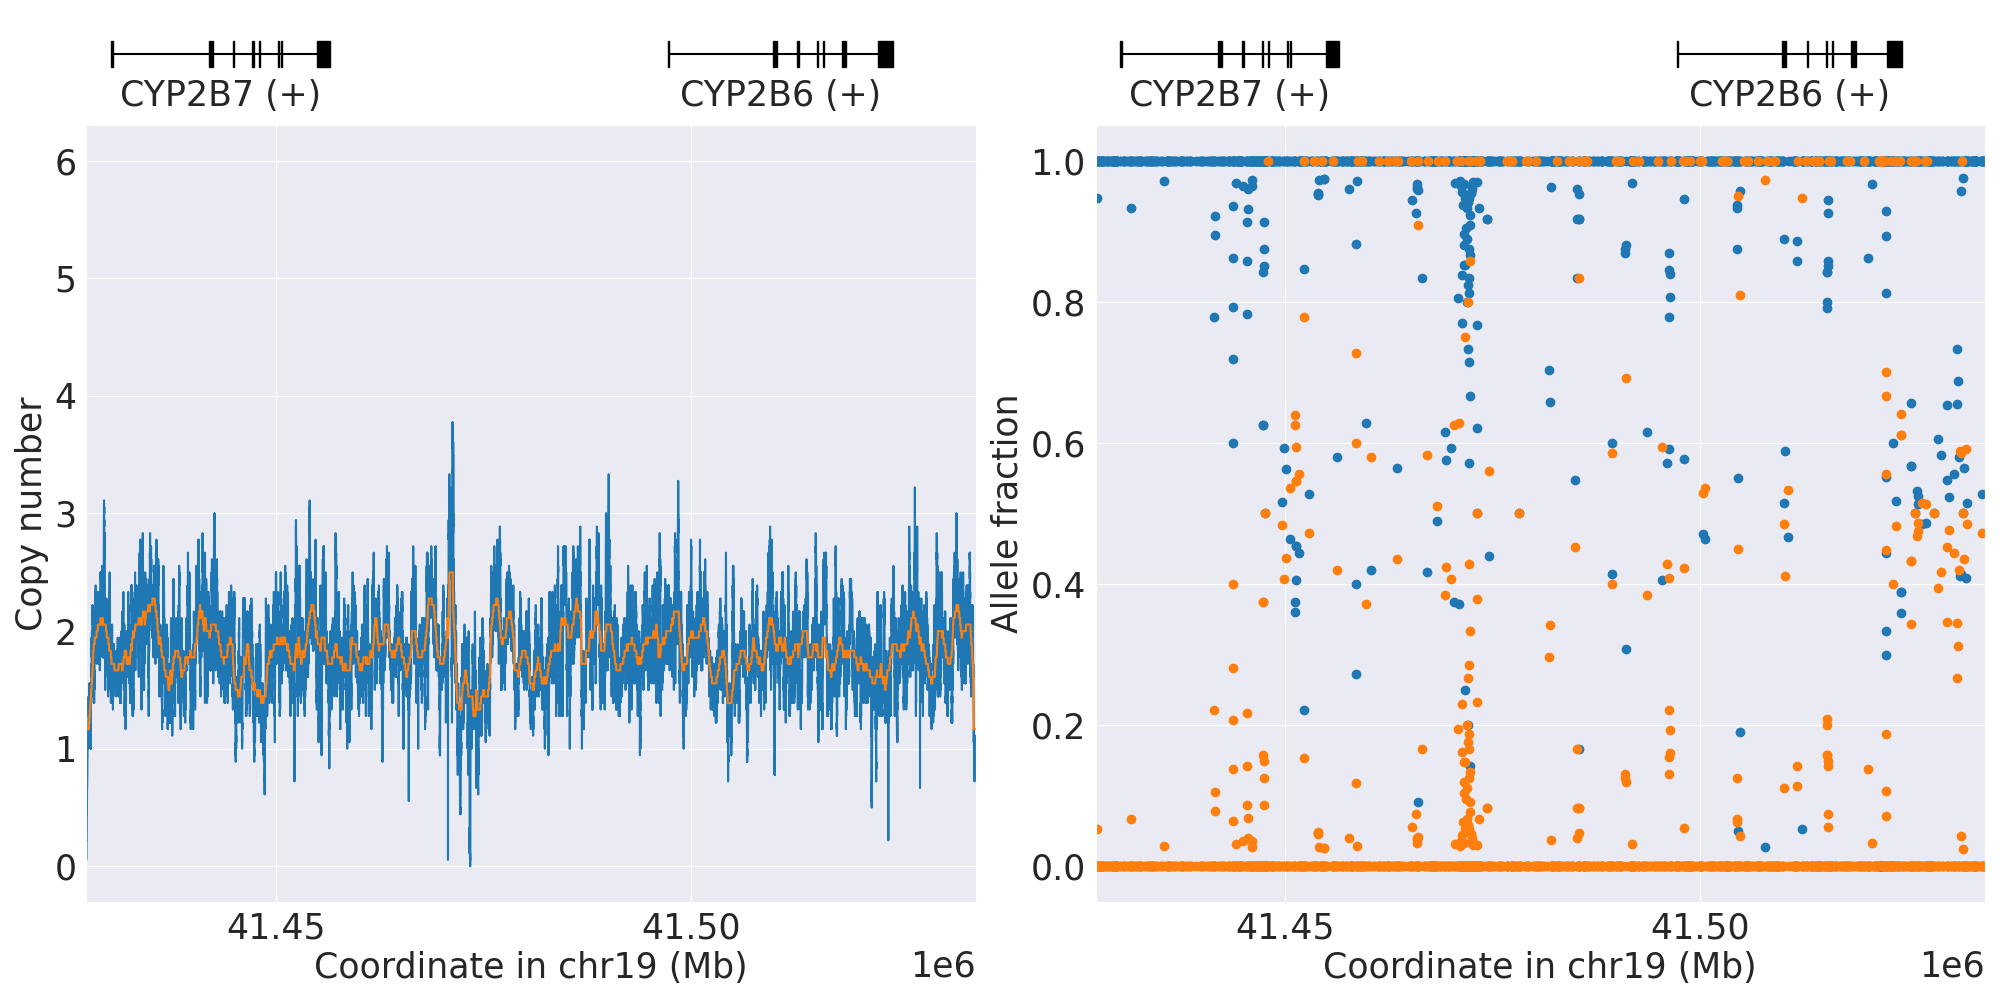 CYP2B7 (+)
CYP2B6 (+)
CYP2B7 (+)
CYP2B6 (+)
6
5
4
3
2
1
0
Copy number
41.45
41.50
Coordinate in chr19 (Mb)
1e6
1.0
0.8
0.6
0.4
0.2
0.0
Allele fraction
41.45
41.50
Coordinate in chr19 (Mb)
1e6